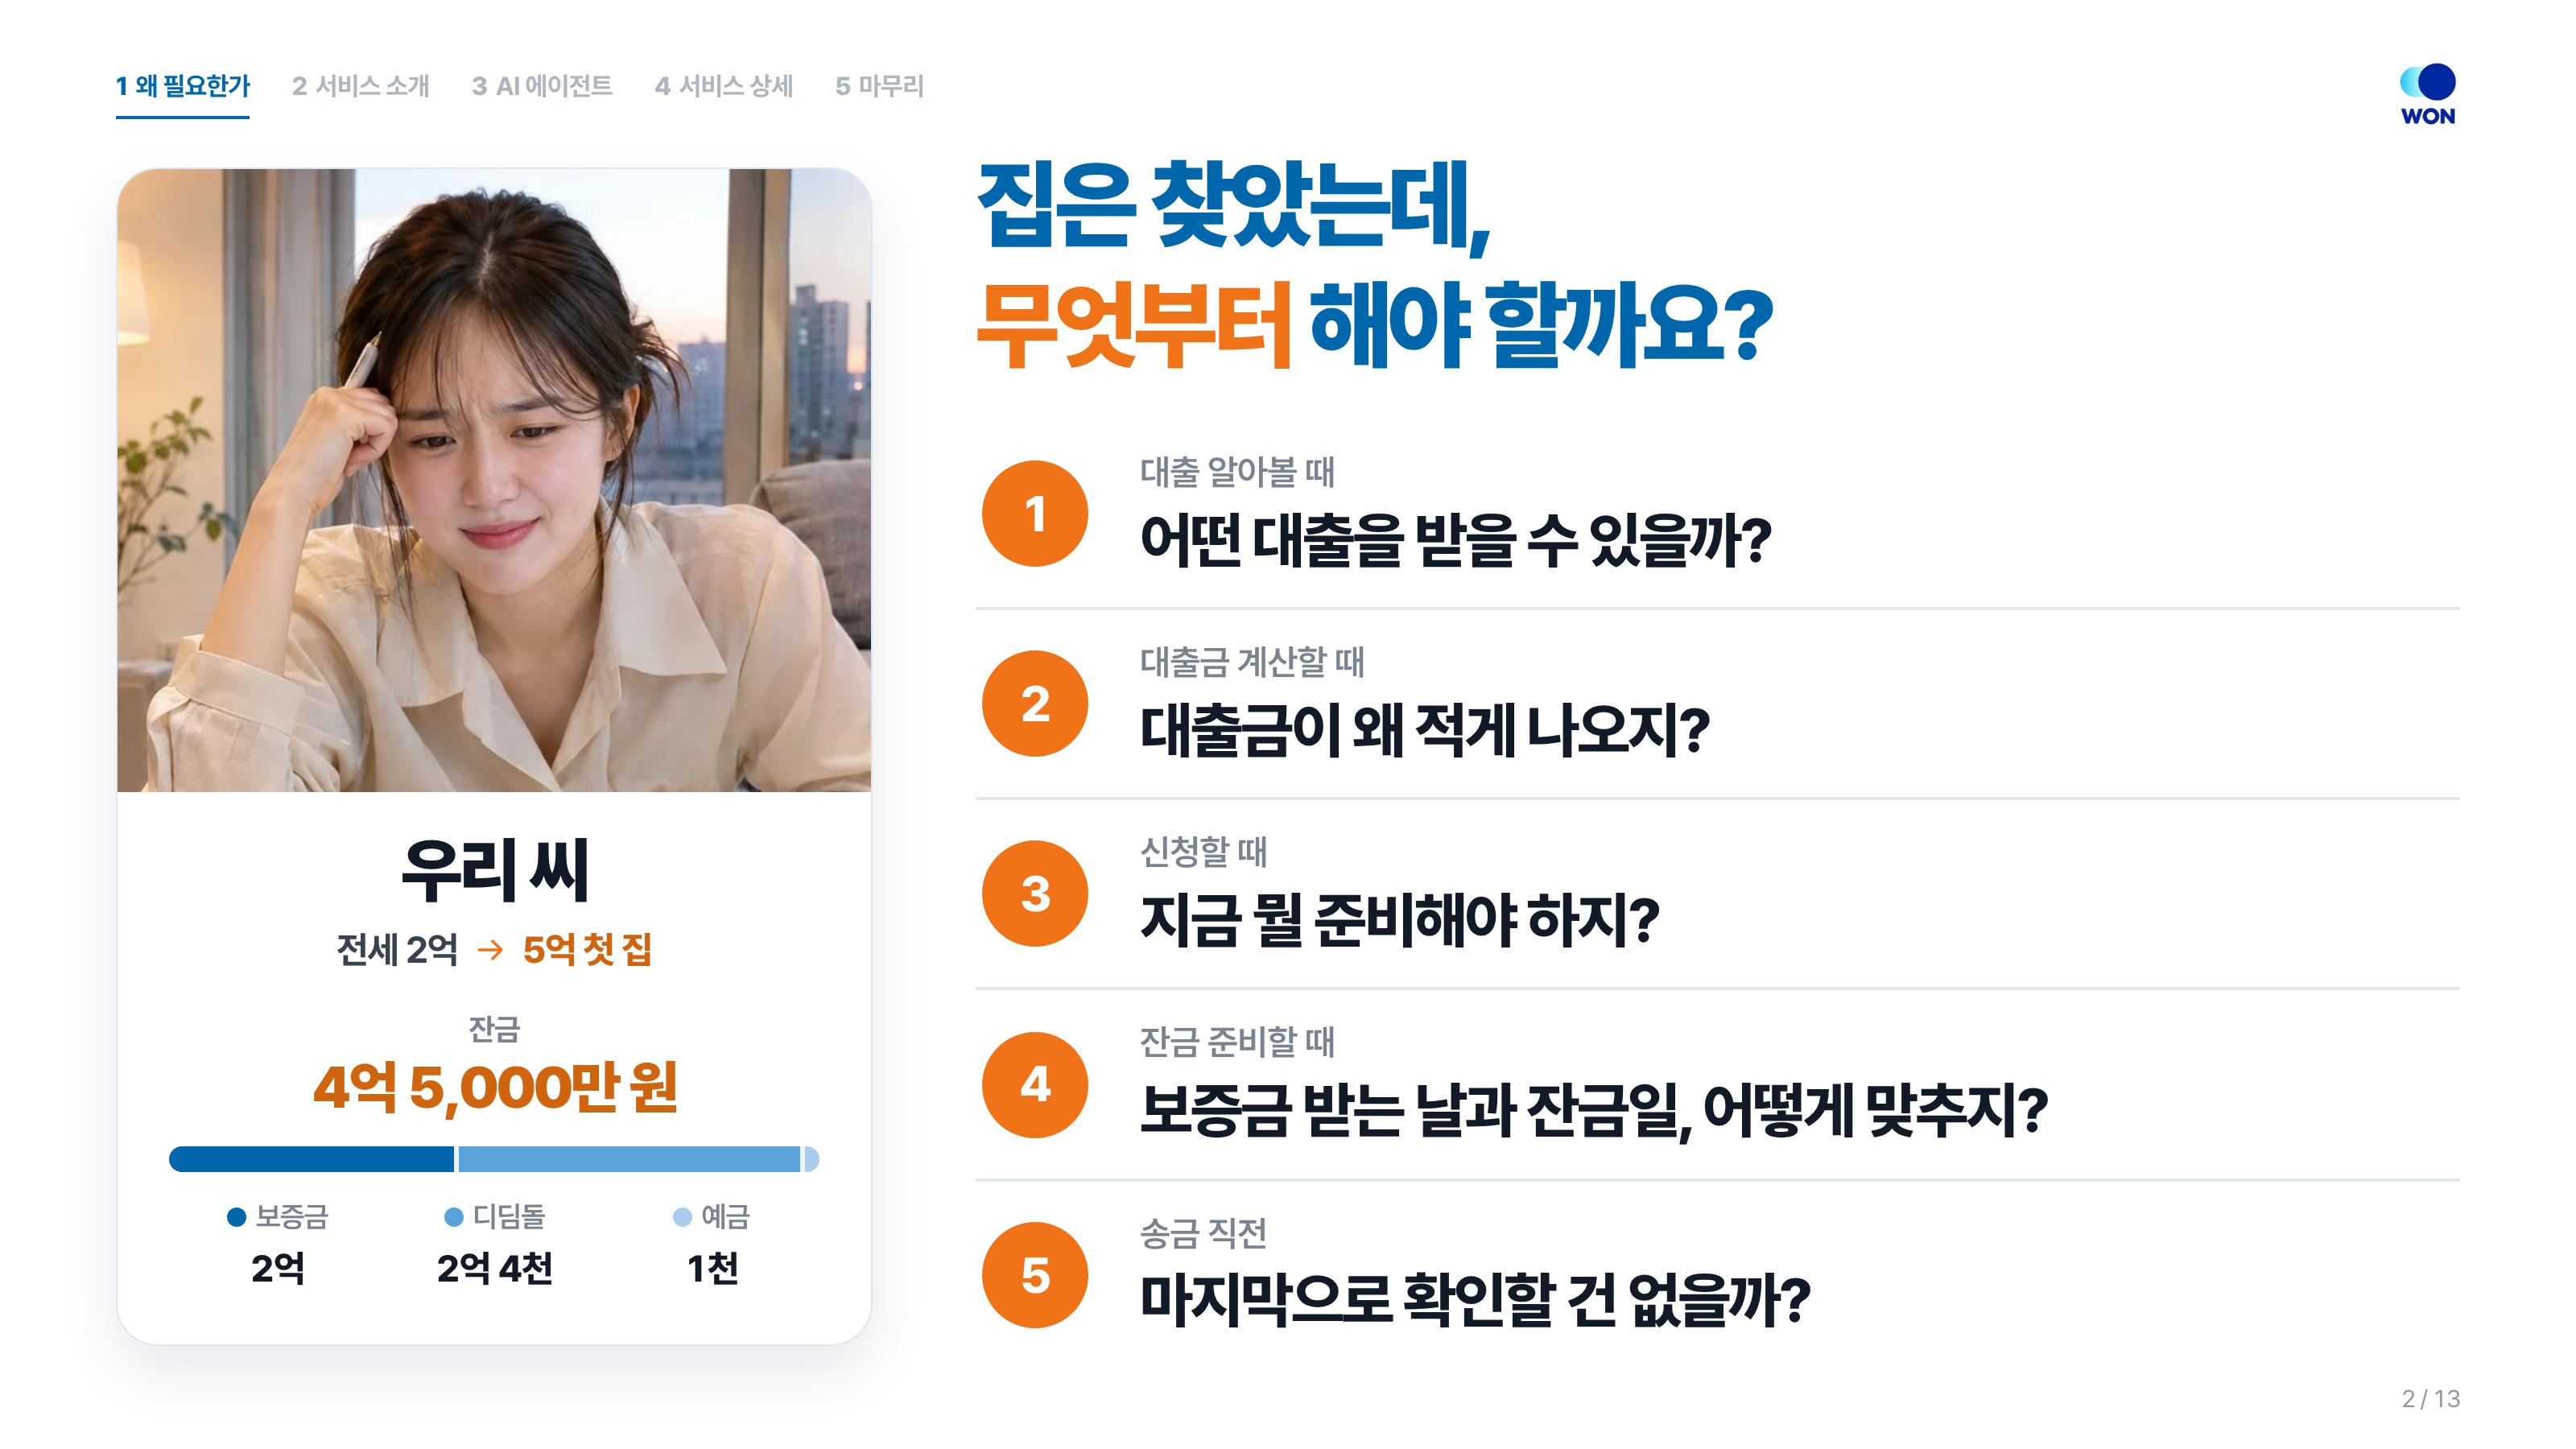 1 왜 필요한가 2 서비스 소개 3 AI 에이전트 4 서비스 상세 5 마무리
WON
우리 씨
전세 2억 → 5억 첫 집
잔금
4억 5,000만 원
보증금 디딤돌 예금
2억 2억 4천 1천
집은 찾았는데,
무엇부터 해야 할까요?
1
대출 알아볼 때
어떤 대출을 받을 수 있을까?
2
대출금 계산할 때
대출금이 왜 적게 나오지?
3
신청할 때
지금 뭘 준비해야 하지?
4
잔금 준비할 때
보증금 받는 날과 잔금일, 어떻게 맞추지?
5
송금 직전
마지막으로 확인할 건 없을까?
2 / 13